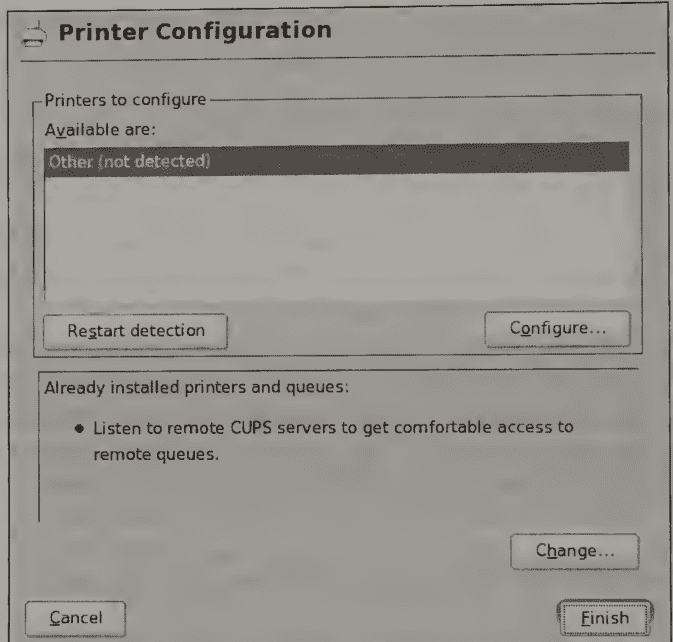 Printer Configuration
Printers to configure
Available are:
Other (not detected)
Restart detection
Configure...
Already installed printers and queues:
• Listen to remote CUPS servers to get comfortable access to
remote queues.
Change...
Cancel
Finish